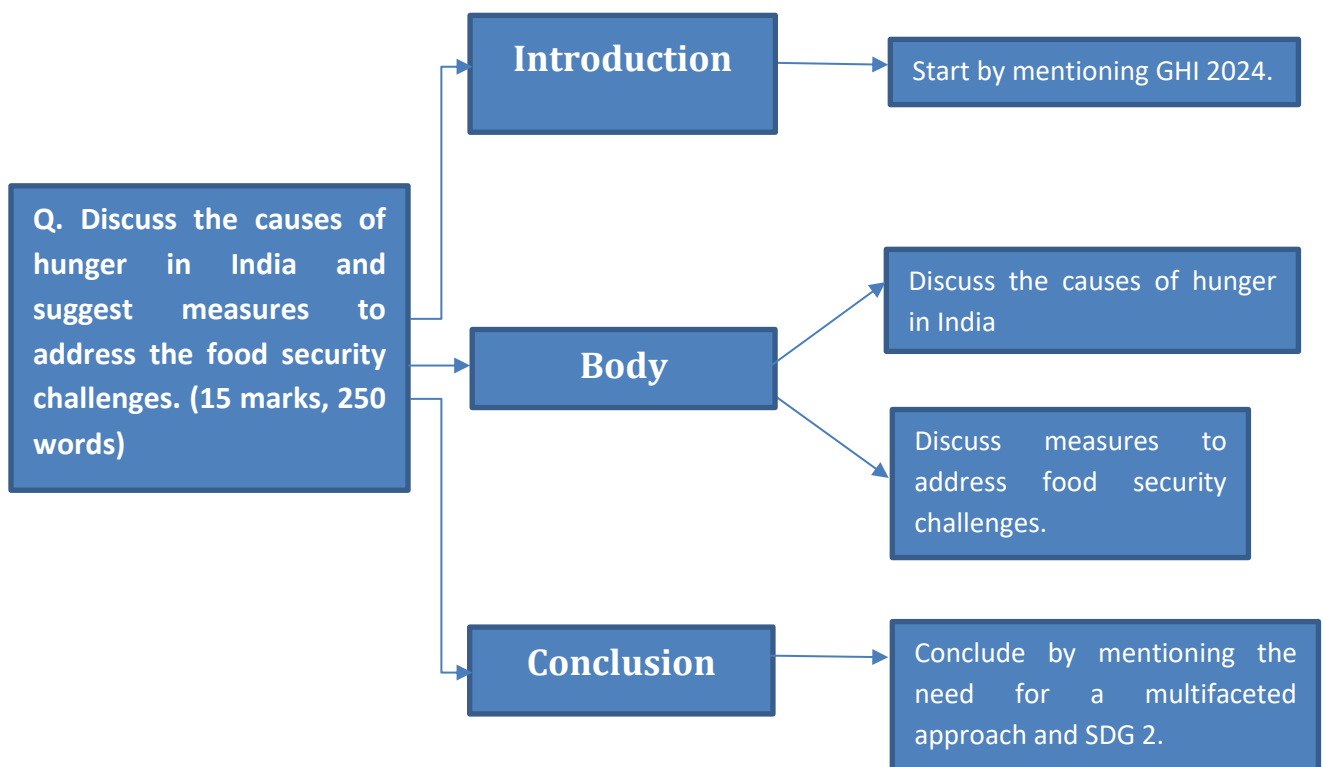 Introduction
Start by mentioning GHI 2024.
Q. Discuss the causes of
hunger in India and
suggest measures to
address the food security
challenges. (15 marks, 250
words)
Body
Discuss the causes of hunger
in India
Discuss measures to
address food security
challenges.
Conclusion
Conclude by mentioning the
need for a multifaceted
approach and SDG 2.